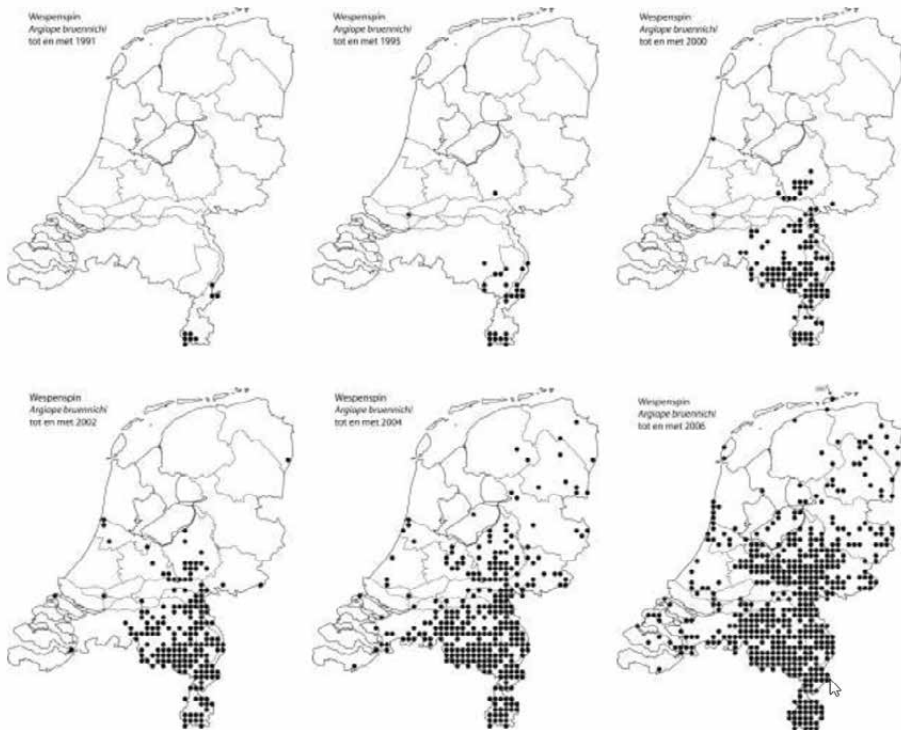 Wespenspin
Argiope bruennichi
tot en met 1991
Wespenspin
Argiope bruennichi
tot en met 1995
Wespenspin
Argiope bruennichi
tot en met 2000
Wespenspin
Argiope bruennichi
tot en met 2002
Wespenspin
Argiope bruennichi
tot en met 2004
Wespenspin
Argiope bruennichi
tot en met 2006